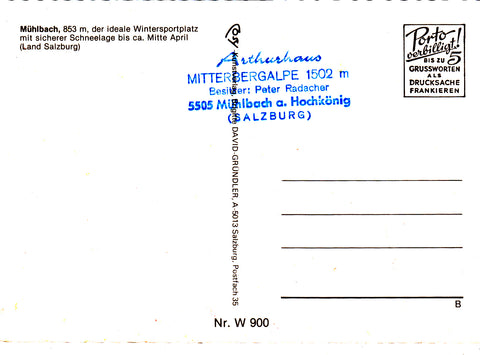 Mühlbach, 853 m, der ideale Wintersportplatz
mit sicherer Schneelage bis ca. Mitte April
(Land Salzburg)
Arthurhaus
MITTERBERGALPE 1502 m
Besitzer: Peter Radacher
5505 Mühlbach a. Hochkönig
(SALZBURG)
Porto
verbilligt!
BIS ZU 5
GRUSSWORTEN
ALS
DRUCKSACHE
FRANKIEREN
DAVID-GRÜNDLER, A-5013 Salzburg, Postfach 35
B
Nr. W 900